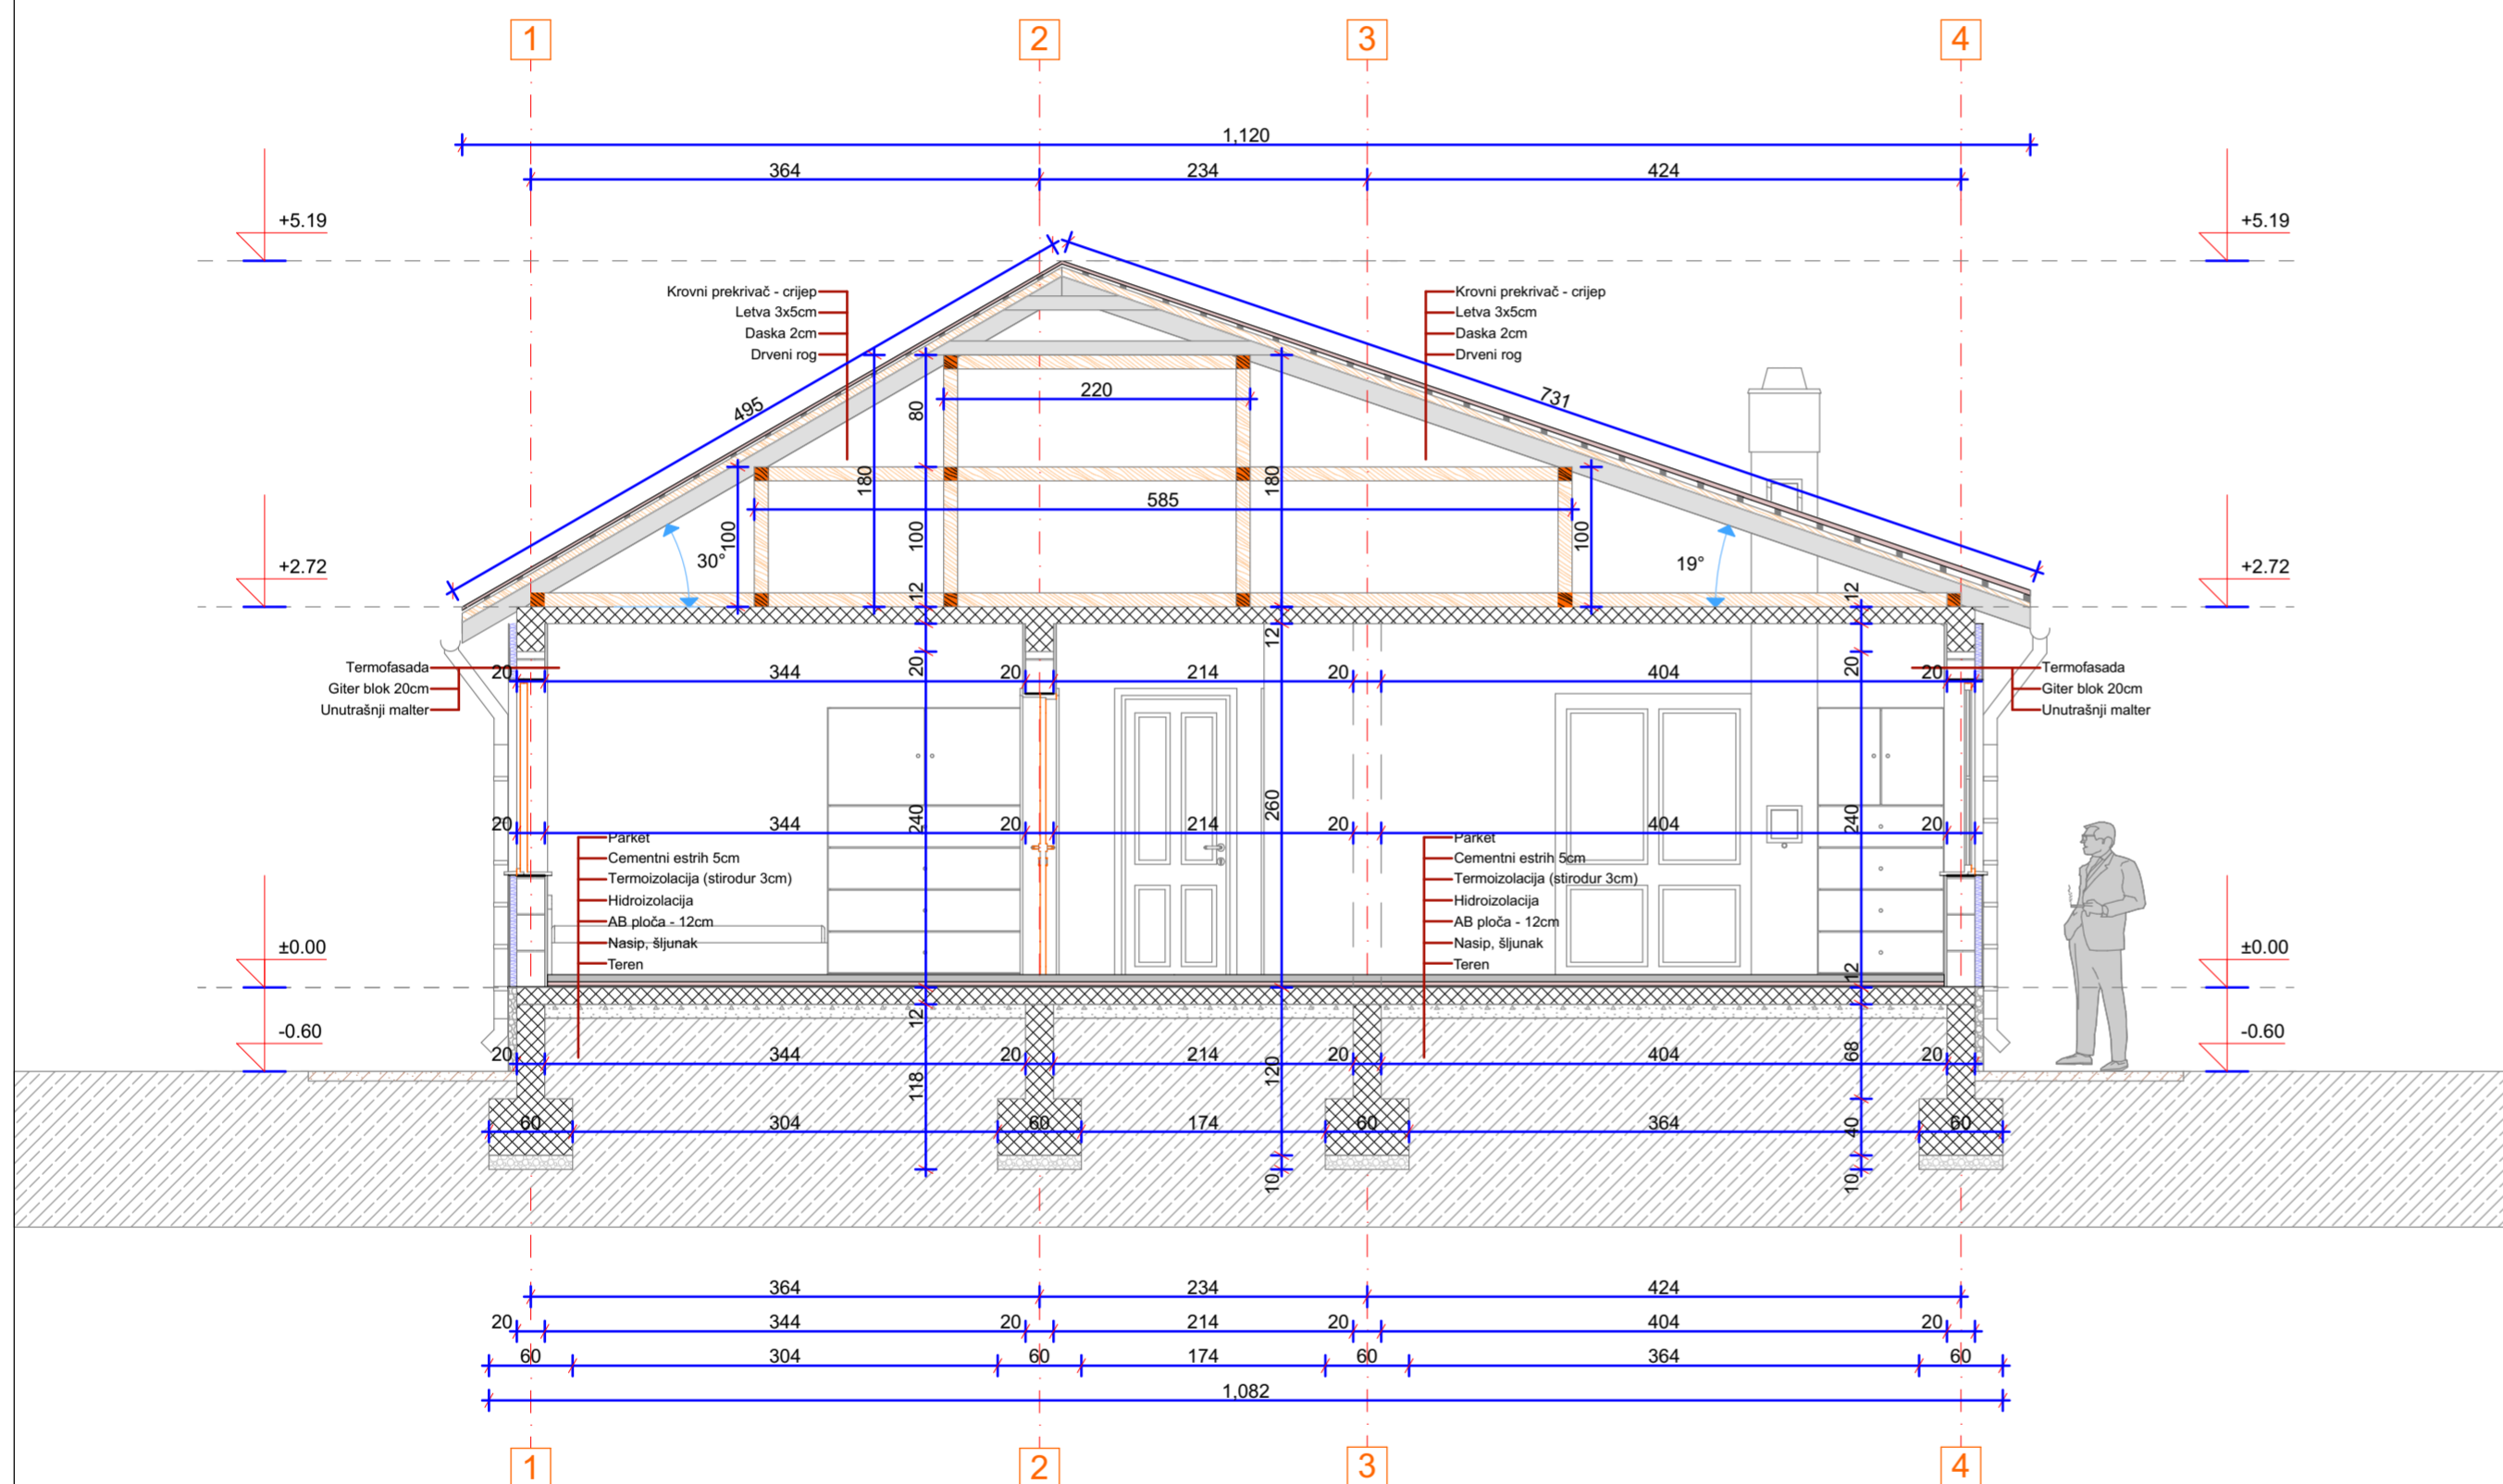 1 2 3 4
1,120
364 234 424
+5.19 +5.19
Krovni prekrivač - crijep
Letva 3x5cm
Daska 2cm
Drveni rog
Krovni prekrivač - crijep
Letva 3x5cm
Daska 2cm
Drveni rog
495 80 220 731
180 180
585
100 100 100
30° 19°
+2.72 +2.72
12 12
12
Termofasada
Giter blok 20cm
Unutrašnji malter
Termofasada
Giter blok 20cm
Unutrašnji malter
20 344 20 20 214 20 404 20 20
240 260 240
20 344 20 214 20 404 20
Parket
Cementni estrih 5cm
Termoizolacija (stirodur 3cm)
Hidroizolacija
AB ploča - 12cm
Nasip, šljunak
Teren
Parket
Cementni estrih 5cm
Termoizolacija (stirodur 3cm)
Hidroizolacija
AB ploča - 12cm
Nasip, šljunak
Teren
±0.00 ±0.00
12 12
-0.60 -0.60
20 344 20 214 20 404 68 20
118 120
60 304 60 174 60 364 40 60
10 10
364 234 424
20 344 20 214 20 404 20
60 304 60 174 60 364 60
1,082
1 2 3 4